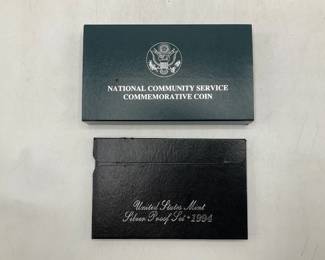 NATIONAL COMMUNITY SERVICE
COMMEMORATIVE COIN
United States Mint
Silver Proof Set • 1994